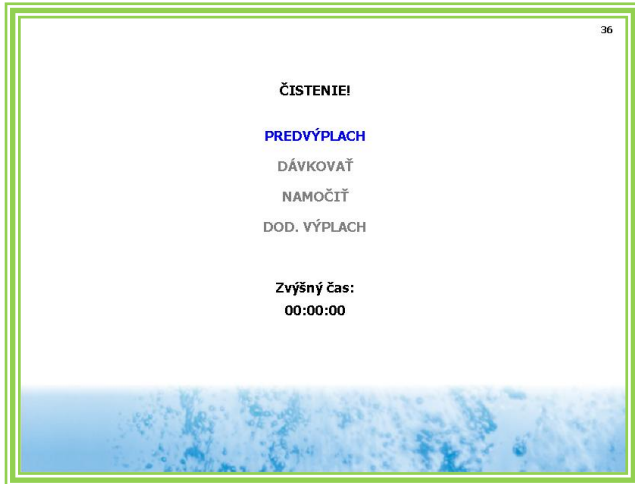 36
ČISTENIE!
PREDVÝPLACH
DÁVKOVAŤ
NAMOČIŤ
DOD. VÝPLACH
Zvýšný čas:
00:00:00